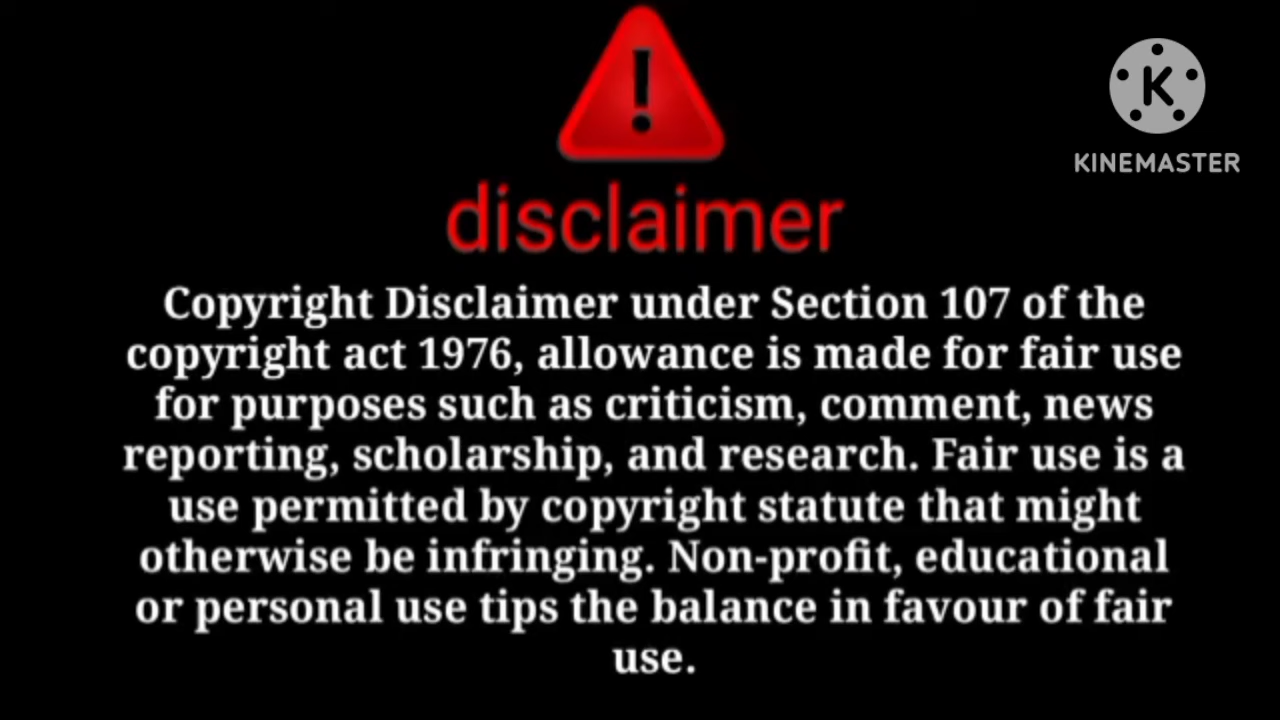 !
K
KINEMASTER
disclaimer
Copyright Disclaimer under Section 107 of the
copyright act 1976, allowance is made for fair use
for purposes such as criticism, comment, news
reporting, scholarship, and research. Fair use is a
use permitted by copyright statute that might
otherwise be infringing. Non-profit, educational
or personal use tips the balance in favour of fair
use.